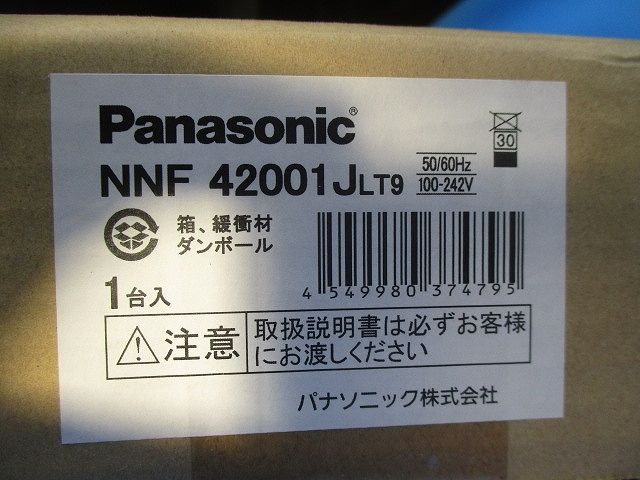 Panasonic®
NNF 42001JLT9
50/60Hz
100-242V
30
箱、緩衝材
ダンボール
1台入
4 549980 374795
注意
取扱説明書は必ずお客様
にお渡しください
パナソニック株式会社